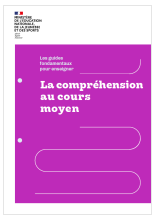 MINISTÈRE
DE L'ÉDUCATION
NATIONALE,
DE LA JEUNESSE
ET DES SPORTS
Les guides
fondamentaux
pour enseigner
La compréhension
au cours
moyen